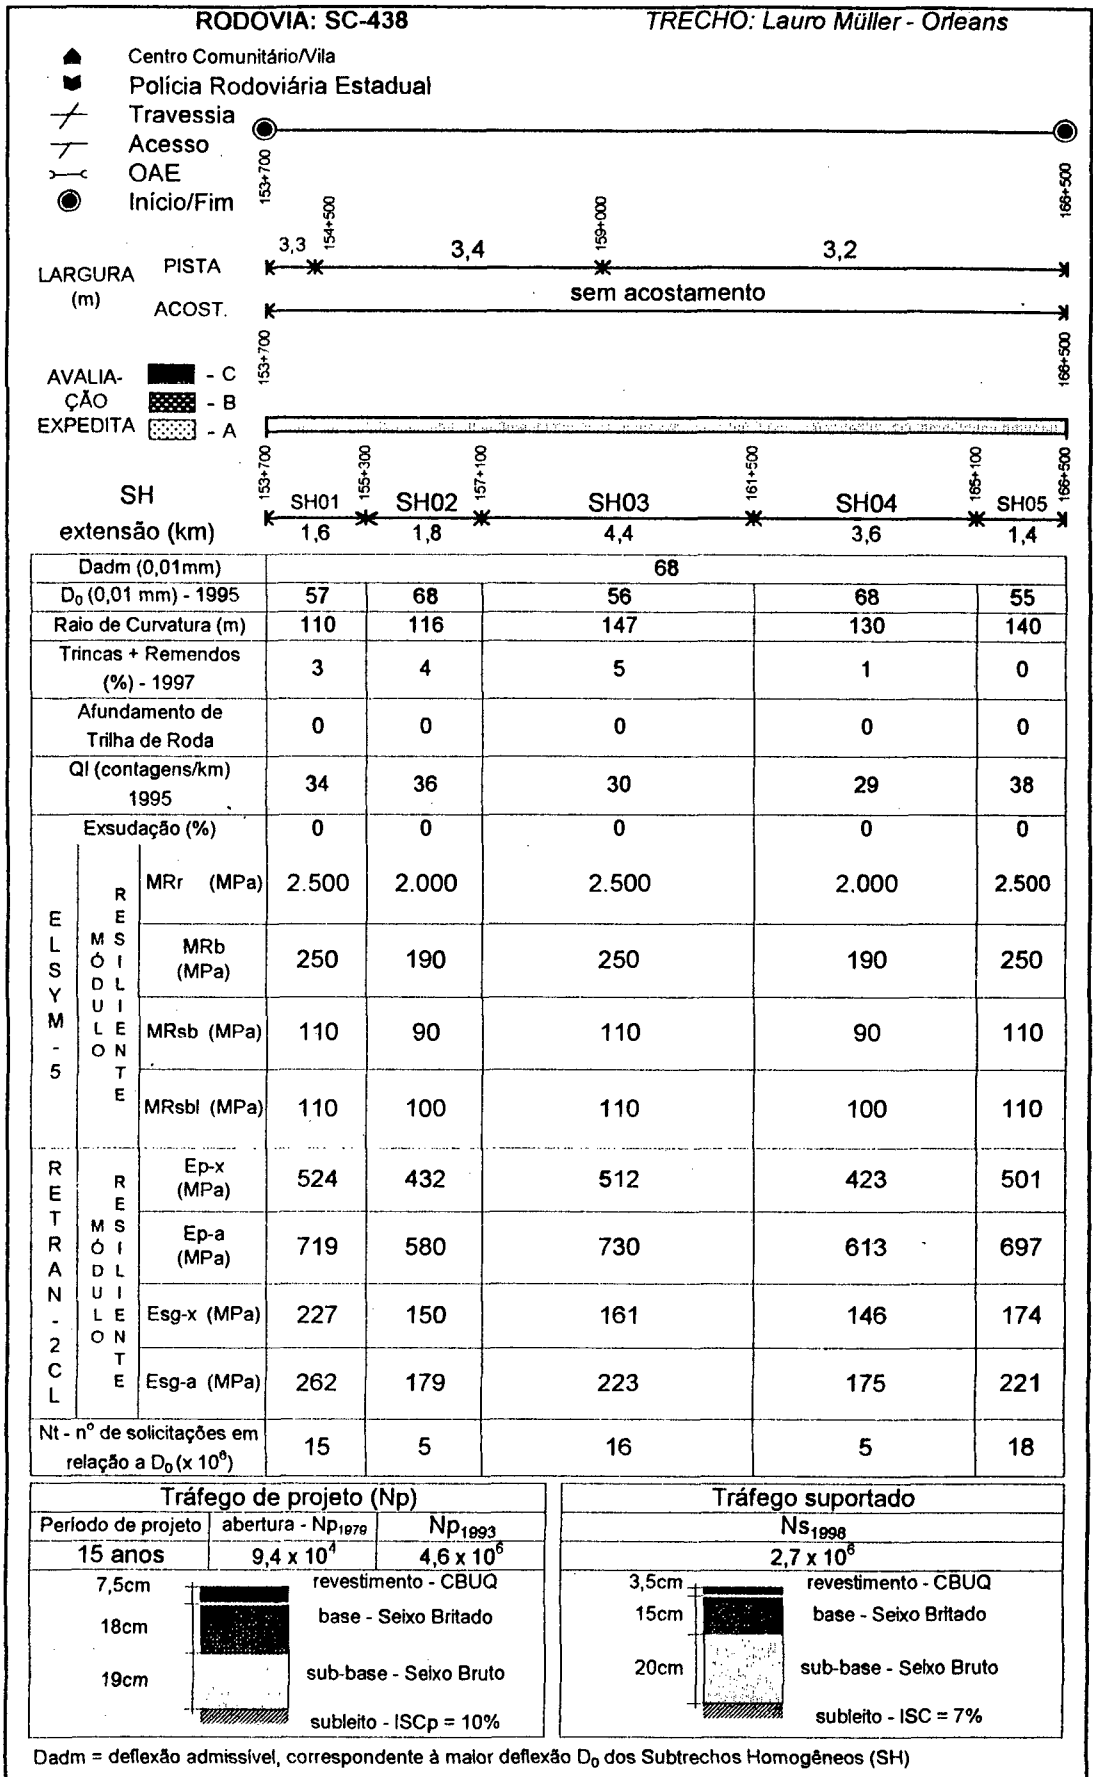 RODOVIA: SC-438 TRECHO: Lauro Müller - Orleans
Centro Comunitário/Vila
Polícia Rodoviária Estadual
Travessia
Acesso
OAE
Início/Fim
153+700 166+500
154+500 159+000
LARGURA (m)
PISTA 3,3 3,4 3,2
sem acostamento
ACOST.
153+700 166+500
AVALIA-
ÇÃO
EXPEDITA
- C
- B
- A
153+700 155+300 157+100 161+500 165+100 166+500
SH SH01 SH02 SH03 SH04 SH05
extensão (km) 1,6 1,8 4,4 3,6 1,4
Dadm (0,01mm) 68
D₀ (0,01 mm) - 1995 57 68 56 68 55
Raio de Curvatura (m) 110 116 147 130 140
Trincas + Remendos
(%) - 1997 3 4 5 1 0
Afundamento de
Trilha de Roda 0 0 0 0 0
QI (contagens/km)
1995 34 36 30 29 38
Exsudação (%) 0 0 0 0 0
ELSYM-5
MÓDULO RESILIENTE
MRr (MPa) 2.500 2.000 2.500 2.000 2.500
MRb
(MPa) 250 190 250 190 250
MRsb (MPa) 110 90 110 90 110
MRsbl (MPa) 110 100 110 100 110
RETRAN-2CL
MÓDULO RESILIENTE
Ep-x
(MPa) 524 432 512 423 501
Ep-a
(MPa) 719 580 730 613 697
Esg-x (MPa) 227 150 161 146 174
Esg-a (MPa) 262 179 223 175 221
Nt - nº de solicitações em
relação a D₀ (x 10⁶) 15 5 16 5 18
Tráfego de projeto (Np)
Período de projeto abertura - Np₁₉₇₉ Np₁₉₉₃
15 anos 9,4 x 10⁴ 4,6 x 10⁶
7,5cm revestimento - CBUQ
18cm base - Seixo Britado
19cm sub-base - Seixo Bruto
subleito - ISCp = 10%
Tráfego suportado
Ns₁₉₉₈
2,7 x 10⁶
3,5cm revestimento - CBUQ
15cm base - Seixo Britado
20cm sub-base - Seixo Bruto
subleito - ISC = 7%
Dadm = deflexão admissível, correspondente à maior deflexão D₀ dos Subtrechos Homogêneos (SH)